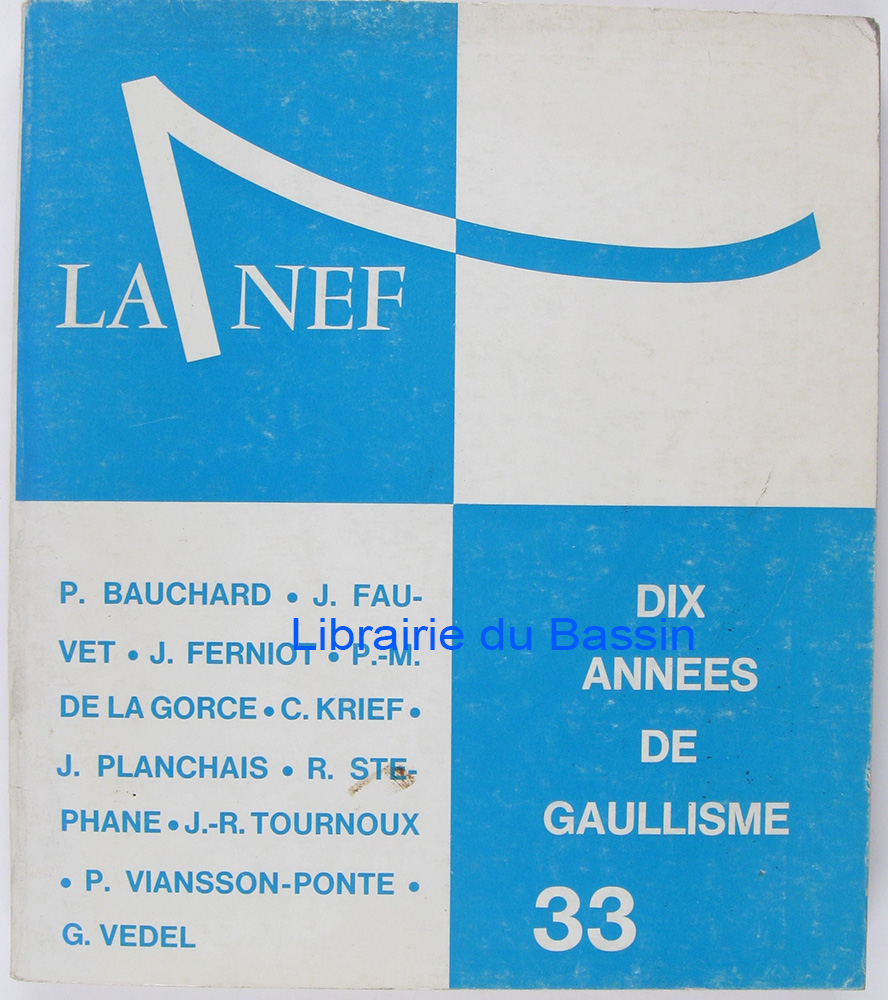 LA NEF
P. BAUCHARD • J. FAU-
VET • J. FERNIOT • P.-M.
DE LA GORCE • C. KRIEF •
J. PLANCHAIS • R. STE-
PHANE • J.-R. TOURNOUX
• P. VIANSSON-PONTE •
G. VEDEL
DIX
ANNEES
DE
GAULLISME
33
Librairie du Bassin